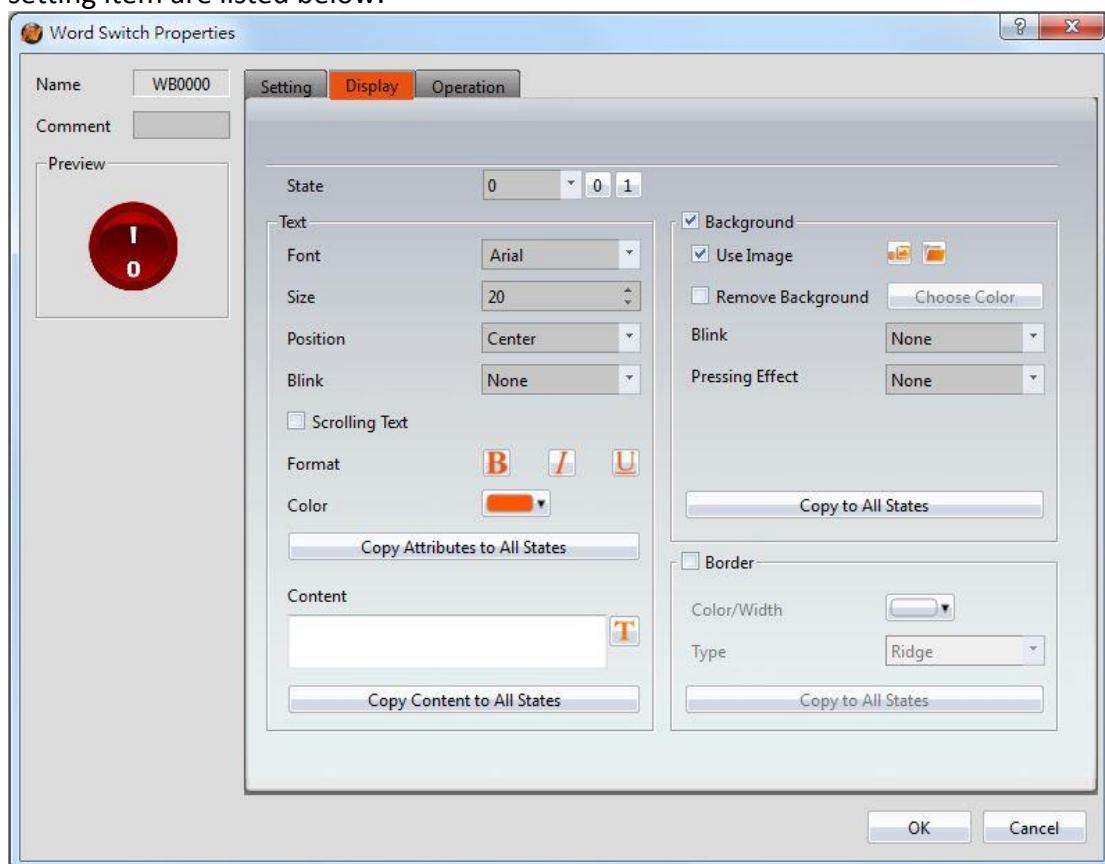 setting item are listed below.
Word Switch Properties
Name WB0000
Comment
Preview
I
0
Setting Display Operation
State 0 0 1
Text
Font Arial
Size 20
Position Center
Blink None
Scrolling Text
Format B I U
Color
Copy Attributes to All States
Content
T
Copy Content to All States
Background
Use Image
Remove Background Choose Color
Blink None
Pressing Effect None
Copy to All States
Border
Color/Width
Type Ridge
Copy to All States
OK Cancel